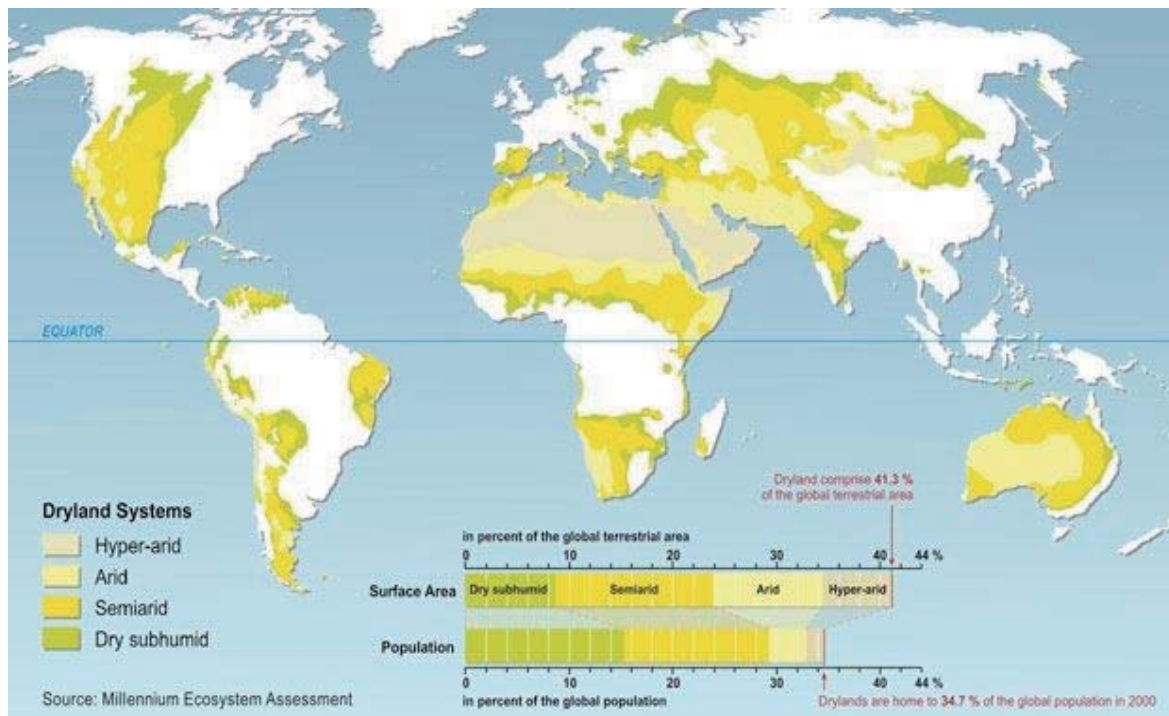 EQUATOR
Dryland comprise 41.3 %
of the global terrestrial area
Dryland Systems
Hyper-arid
Arid
Semiarid
Dry subhumid
in percent of the global terrestrial area
0 10 20 30 40 44 %
Surface Area Dry subhumid Semiarid Arid Hyper-arid
Population
0 10 20 30 40 44 %
in percent of the global population
Drylands are home to 34.7 % of the global population in 2000
Source: Millennium Ecosystem Assessment